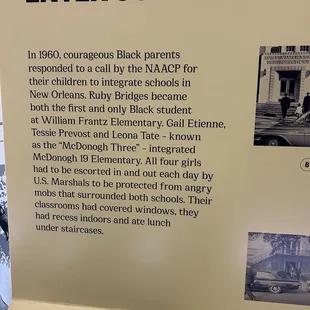 In 1960, courageous Black parents
responded to a call by the NAACP for
their children to integrate schools in
New Orleans. Ruby Bridges became
both the first and only Black student
at William Frantz Elementary. Gail Etienne,
Tessie Prevost and Leona Tate – known
as the “McDonogh Three” – integrated
McDonogh 19 Elementary. All four girls
had to be escorted in and out each day by
U.S. Marshals to be protected from angry
mobs that surrounded both schools. Their
classrooms had covered windows, they
had recess indoors and ate lunch
under staircases.
B